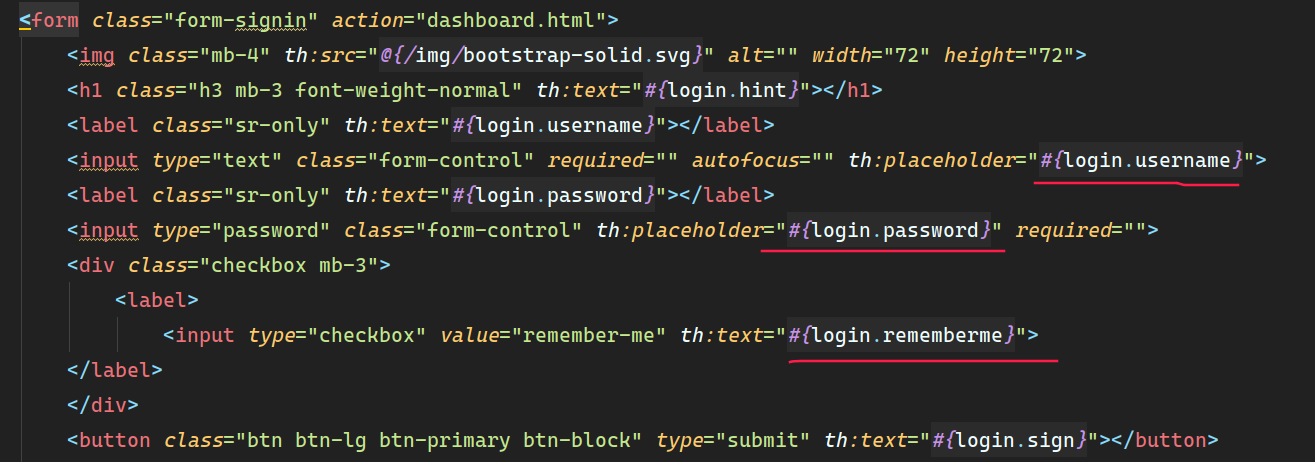 <form class="form-signin" action="dashboard.html">
<img class="mb-4" th:src="@{/img/bootstrap-solid.svg}" alt="" width="72" height="72">
<h1 class="h3 mb-3 font-weight-normal" th:text="#{login.hint}"></h1>
<label class="sr-only" th:text="#{login.username}"></label>
<input type="text" class="form-control" required="" autofocus="" th:placeholder="#{login.username}">
<label class="sr-only" th:text="#{login.password}"></label>
<input type="password" class="form-control" th:placeholder="#{login.password}" required="">
<div class="checkbox mb-3">
<label>
<input type="checkbox" value="remember-me" th:text="#{login.rememberme}">
</label>
</div>
<button class="btn btn-lg btn-primary btn-block" type="submit" th:text="#{login.sign}"></button>